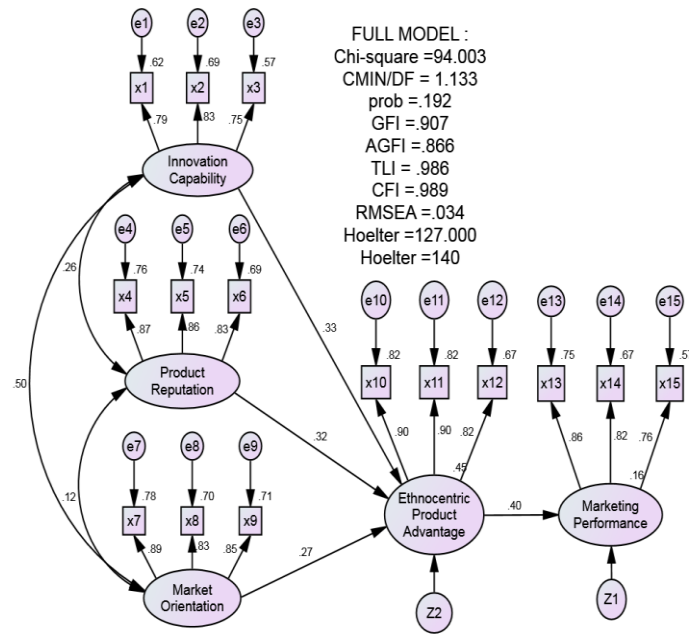 e1 e2 e3
.62 .69 .57
x1 x2 x3
.79 .83 .75
Innovation
Capability
FULL MODEL :
Chi-square =94.003
CMIN/DF = 1.133
prob =.192
GFI =.907
AGFI =.866
TLI =.986
CFI =.989
RMSEA =.034
Hoelter =127.000
Hoelter =140
e4 e5 e6
.76 .74 .69
x4 x5 x6
.87 .86 .83
Product
Reputation
.26
.50
.12
e7 e8 e9
.78 .70 .71
x7 x8 x9
.89 .83 .85
Market
Orientation
.33
.32
.27
e10 e11 e12
.82 .82 .67
x10 x11 x12
.90 .90 .82
.45
Ethnocentric
Product
Advantage
Z2
.40
e13 e14 e15
.75 .67 .57
x13 x14 x15
.86 .82 .76
.16
Marketing
Performance
Z1